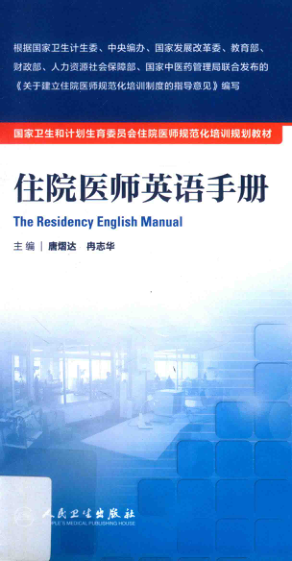 根据国家卫生计生委、中央编办、国家发展改革委、教育部、
财政部、人力资源社会保障部、国家中医药管理局联合发布的
《关于建立住院医师规范化培训制度的指导意见》编写
国家卫生和计划生育委员会住院医师规范化培训规划教材
住院医师英语手册
The Residency English Manual
主 编 唐熠达 冉志华
人民卫生出版社
PEOPLE'S MEDICAL PUBLISHING HOUSE